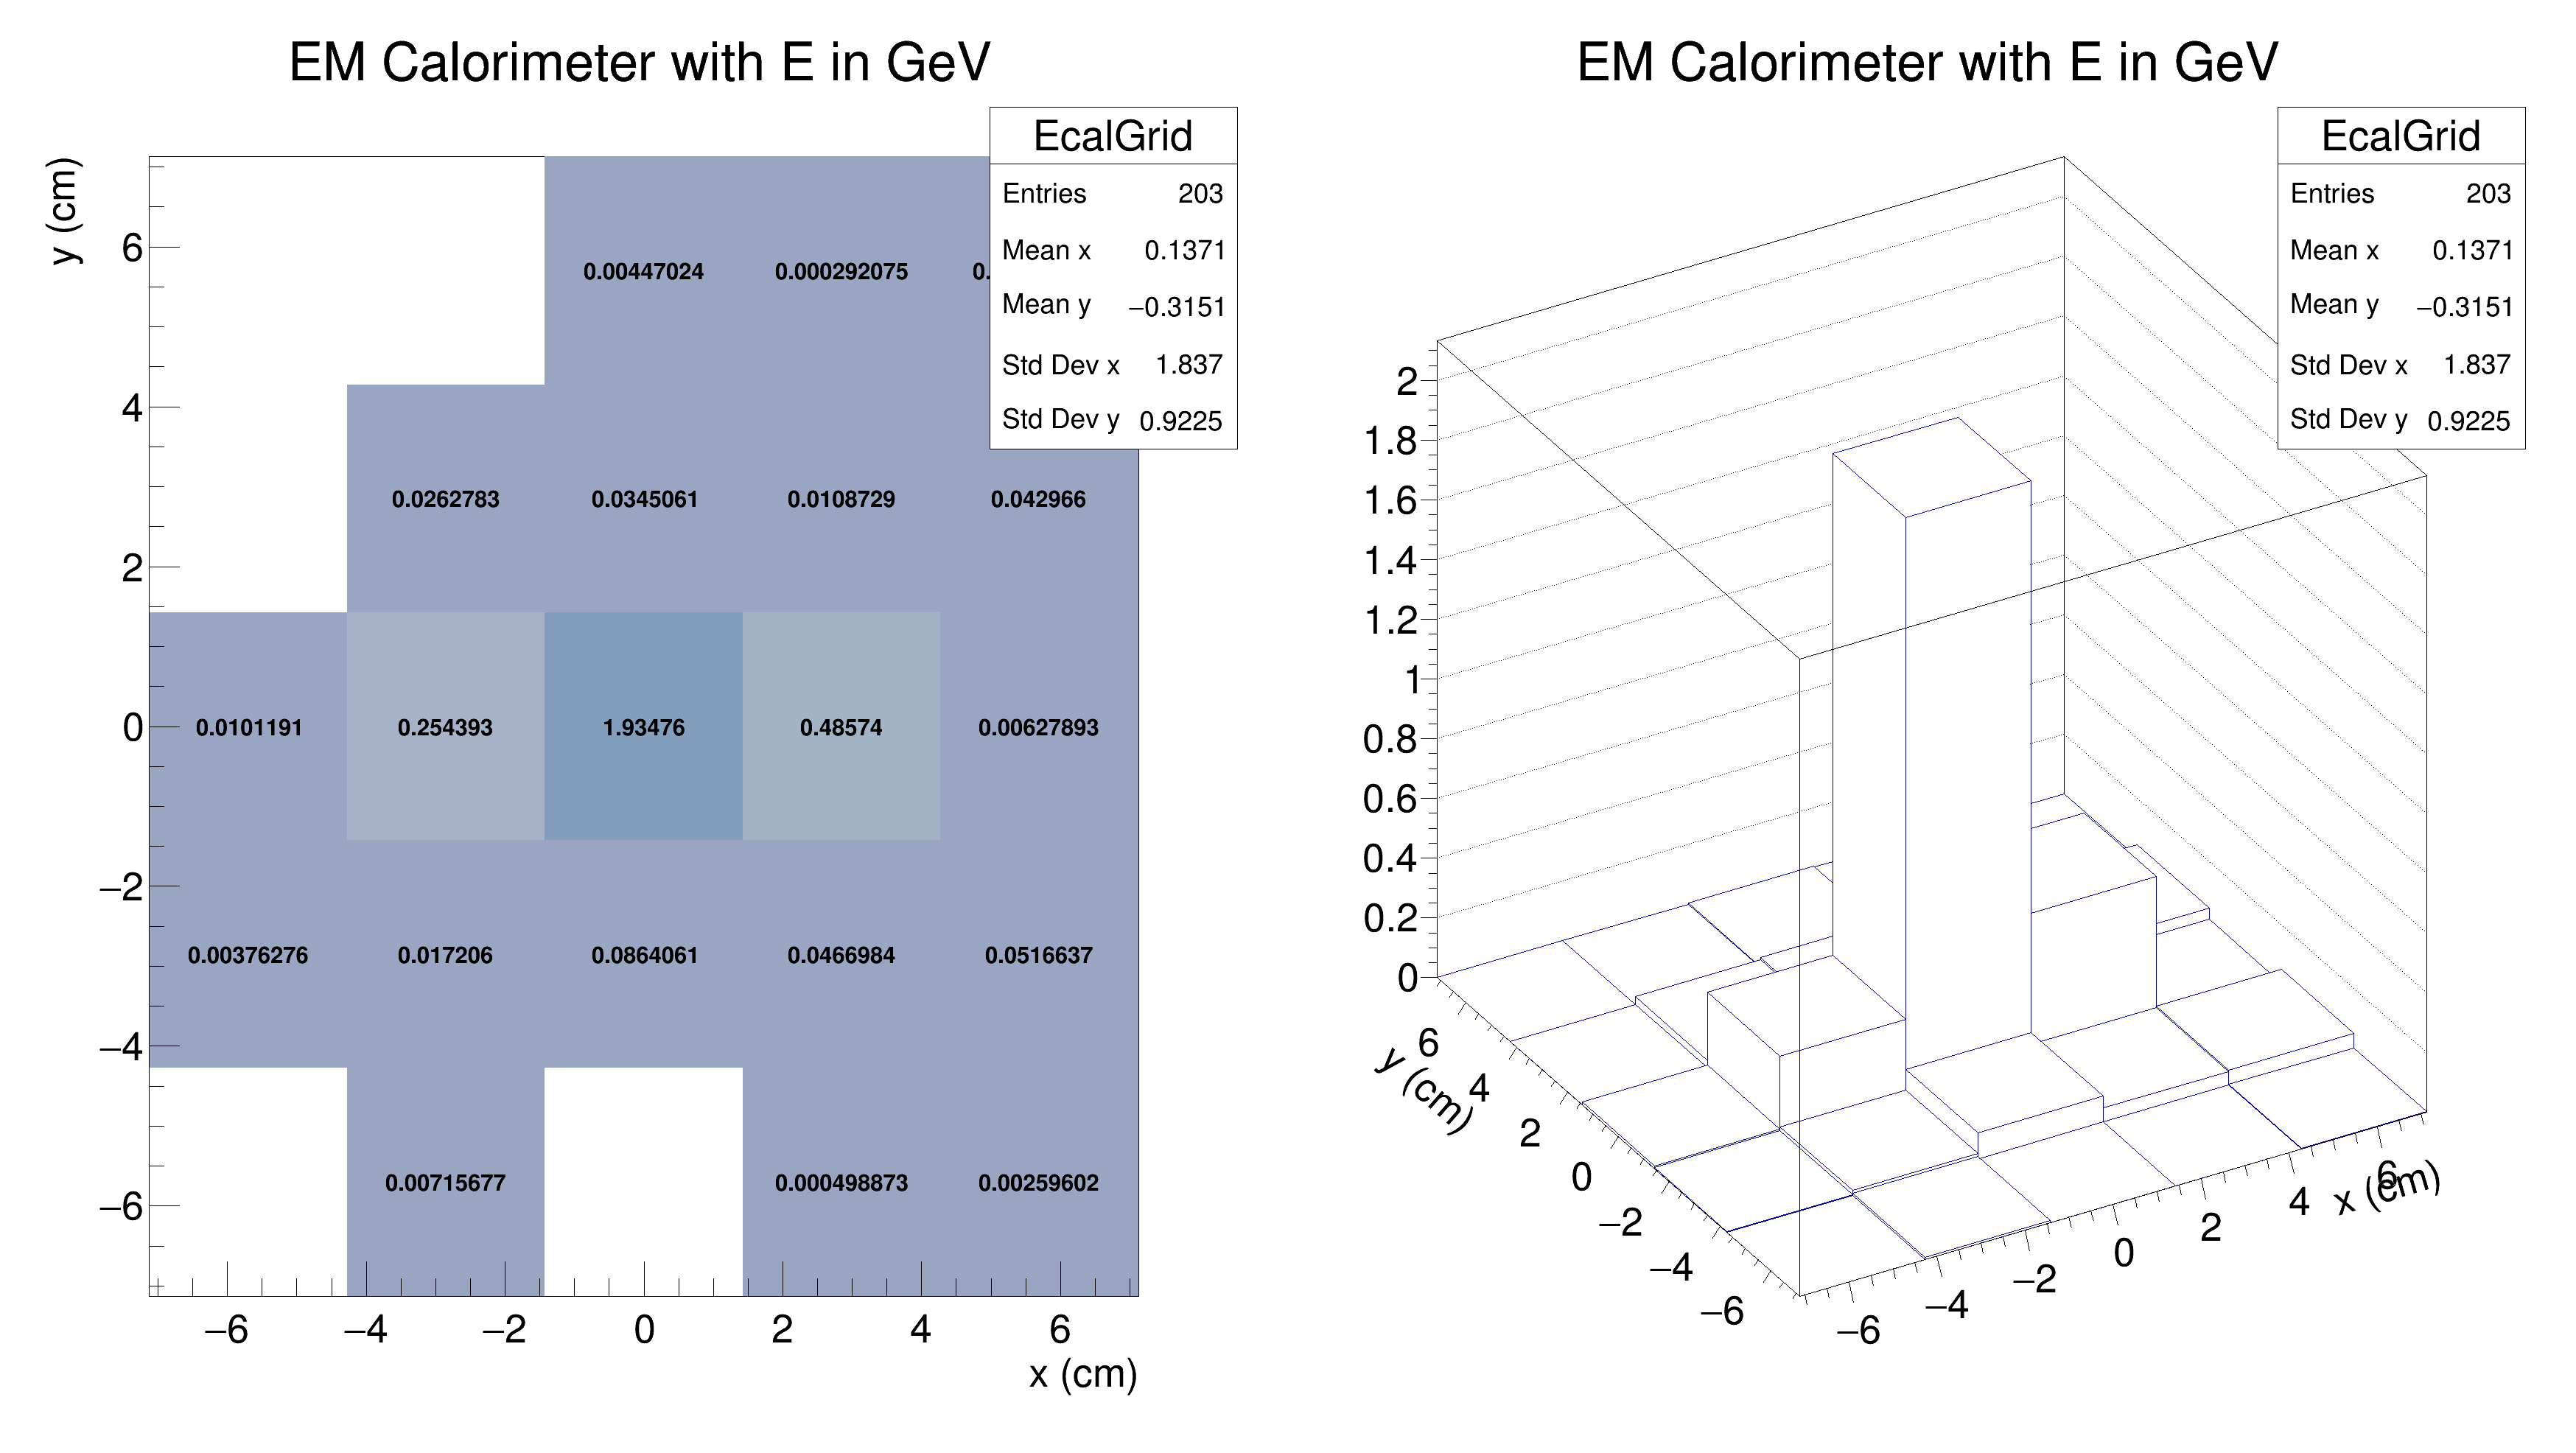 EM Calorimeter with E in GeV
EcalGrid
Entries 203
Mean x 0.1371
Mean y −0.3151
Std Dev x 1.837
Std Dev y 0.9225
y (cm)
6
4
2
0
−2
−4
−6
0.00447024 0.000292075 0.
0.0262783 0.0345061 0.0108729 0.042966
0.0101191 0.254393 1.93476 0.48574 0.00627893
0.00376276 0.017206 0.0864061 0.0466984 0.0516637
0.00715677 0.000498873 0.00259602
−6 −4 −2 0 2 4 6
x (cm)
EM Calorimeter with E in GeV
EcalGrid
Entries 203
Mean x 0.1371
Mean y −0.3151
Std Dev x 1.837
Std Dev y 0.9225
2
1.8
1.6
1.4
1.2
1
0.8
0.6
0.4
0.2
0
y (cm)
6
4
2
0
−2
−4
−6
−6 −4 −2 0 2 4 6
x (cm)